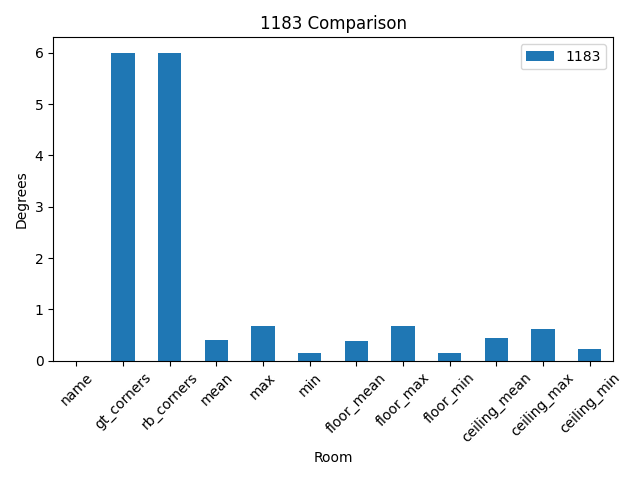 1183 Comparison
1183
6
5
4
3
2
1
0
Degrees
name
gt_corners
rb_corners
mean
max
min
floor_mean
floor_max
floor_min
ceiling_mean
ceiling_max
ceiling_min
Room